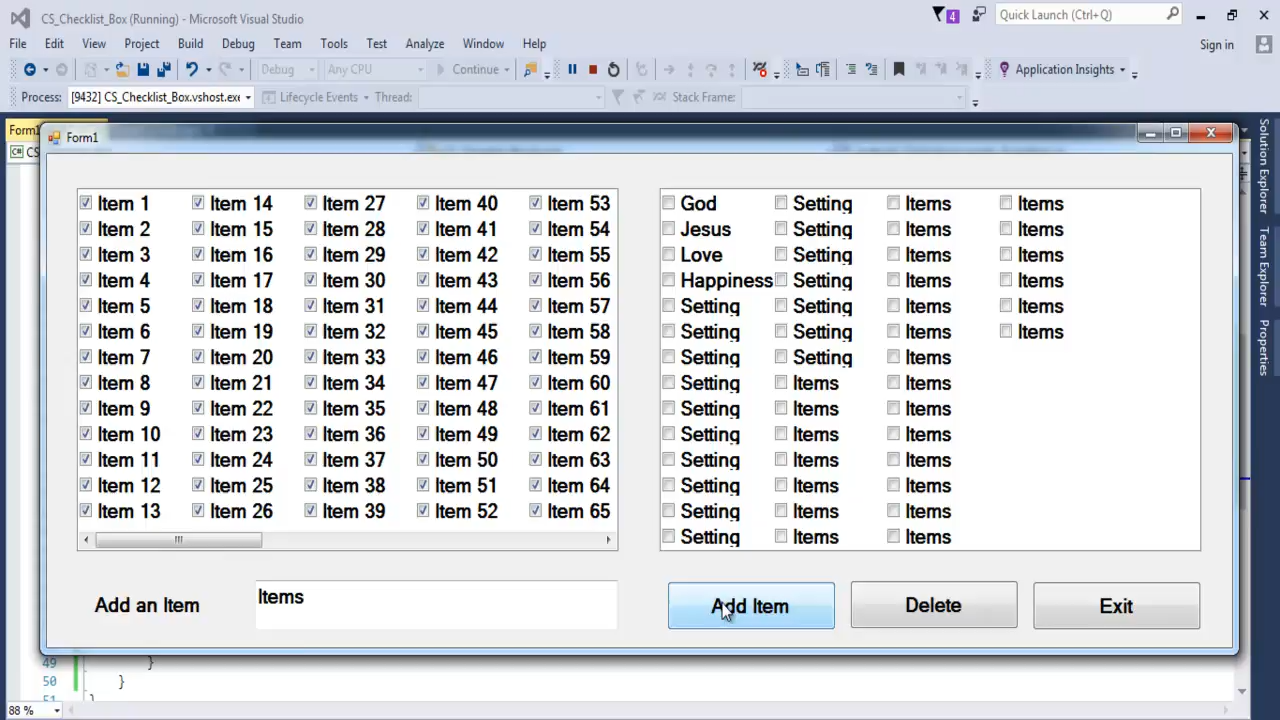 CS_Checklist_Box (Running) - Microsoft Visual Studio
4
Quick Launch (Ctrl+Q)
File Edit View Project Build Debug Team Tools Test Analyze Window Help
Sign in
Debug Any CPU Continue Application Insights
Process: [9432] CS_Checklist_Box.vshost.exe Lifecycle Events Thread: Stack Frame:
Form1
CS
Form1
Item 1 Item 14 Item 27 Item 40 Item 53
Item 2 Item 15 Item 28 Item 41 Item 54
Item 3 Item 16 Item 29 Item 42 Item 55
Item 4 Item 17 Item 30 Item 43 Item 56
Item 5 Item 18 Item 31 Item 44 Item 57
Item 6 Item 19 Item 32 Item 45 Item 58
Item 7 Item 20 Item 33 Item 46 Item 59
Item 8 Item 21 Item 34 Item 47 Item 60
Item 9 Item 22 Item 35 Item 48 Item 61
Item 10 Item 23 Item 36 Item 49 Item 62
Item 11 Item 24 Item 37 Item 50 Item 63
Item 12 Item 25 Item 38 Item 51 Item 64
Item 13 Item 26 Item 39 Item 52 Item 65
God Setting Items Items
Jesus Setting Items Items
Love Setting Items Items
Happiness Setting Items Items
Setting Setting Items Items
Setting Setting Items Items
Setting Setting Items
Setting Items Items
Setting Items Items
Setting Items Items
Setting Items Items
Setting Items Items
Setting Items Items
Setting Items Items
Add an Item
Items
Add Item
Delete
Exit
Solution Explorer
Team Explorer
Properties
49 }
50 }
51
88 %